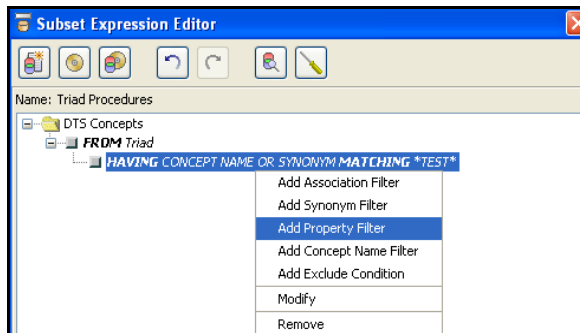 Subset Expression Editor
Name: Triad Procedures
DTS Concepts
FROM Triad
HAVING CONCEPT NAME OR SYNONYM MATCHING *TEST*
Add Association Filter
Add Synonym Filter
Add Property Filter
Add Concept Name Filter
Add Exclude Condition
Modify
Remove